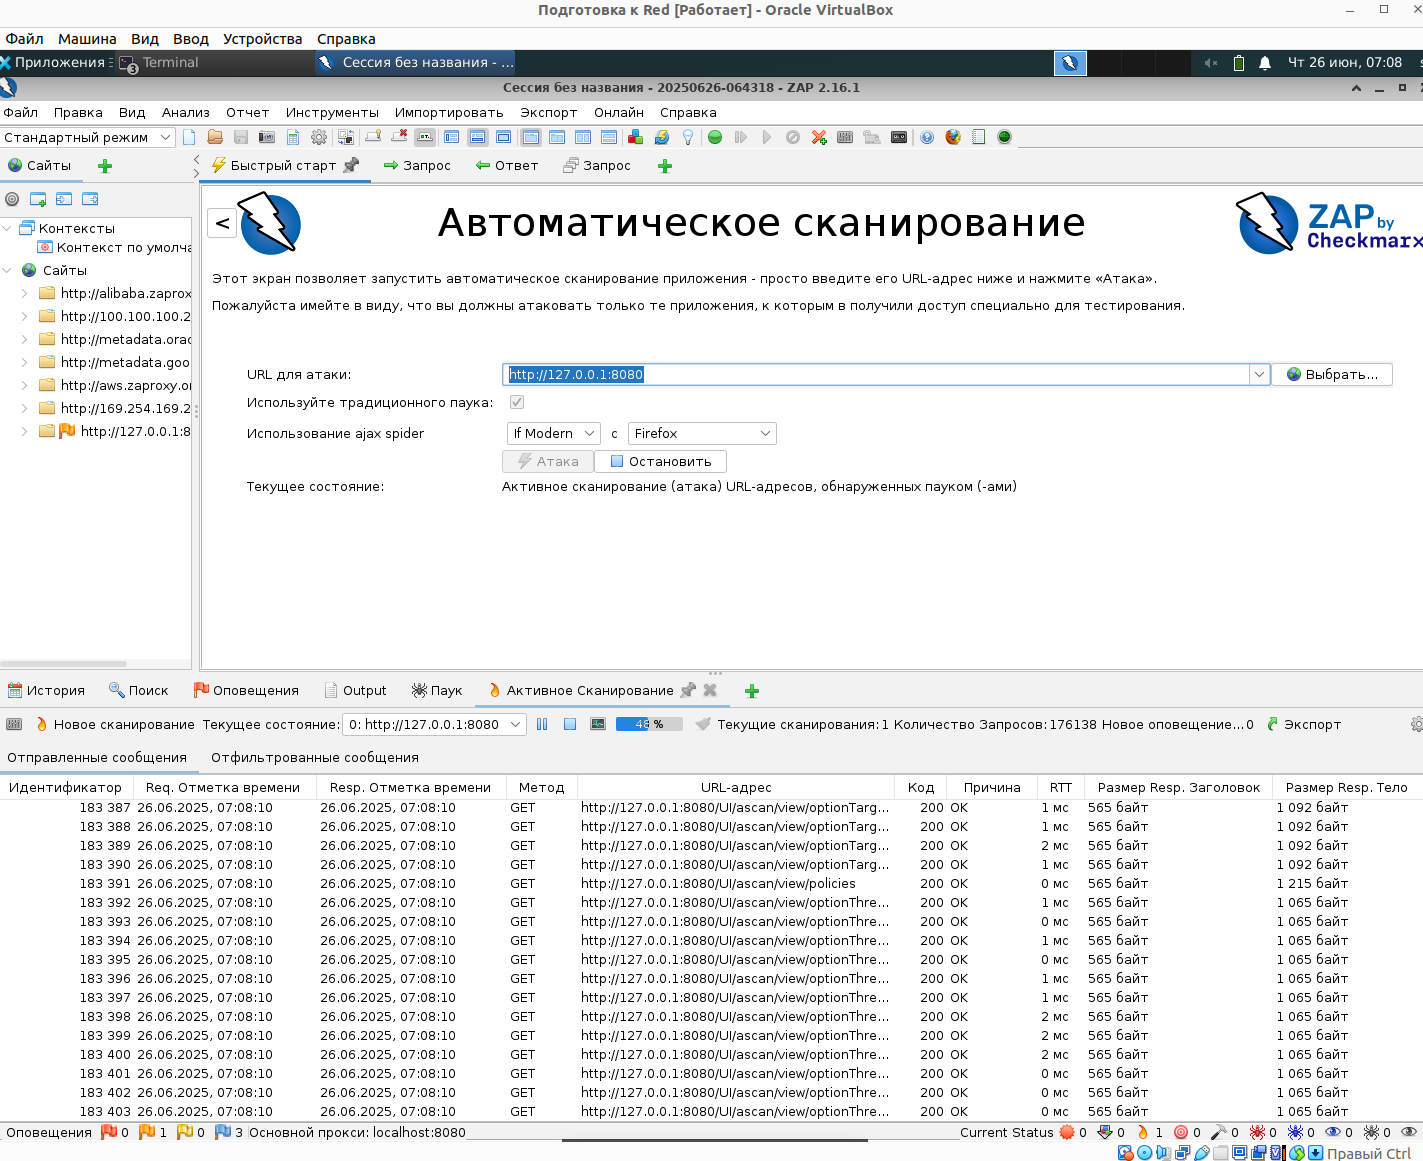 Подготовка к Red [Работает] - Oracle VirtualBox
Файл Машина Вид Ввод Устройства Справка
Приложения Terminal 3 Сессия без названия - ... Чт 26 июн, 07:08
Сессия без названия - 20250626-064318 - ZAP 2.16.1
Файл Правка Вид Анализ Отчет Инструменты Импортировать Экспорт Онлайн Справка
Стандартный режим
Сайты Быстрый старт Запрос Ответ Запрос
< Автоматическое сканирование ZAP by Checkmarx
Контексты
Контекст по умолча
Сайты
http://alibaba.zaprox
http://100.100.100.2
http://metadata.orac
http://metadata.goo
http://aws.zaproxy.or
http://169.254.169.2
http://127.0.0.1:8
Этот экран позволяет запустить автоматическое сканирование приложения - просто введите его URL-адрес ниже и нажмите «Атака».
Пожалуйста имейте в виду, что вы должны атаковать только те приложения, к которым в получили доступ специально для тестирования.
URL для атаки: http://127.0.0.1:8080 Выбрать...
Используйте традиционного паука:
Использование ajax spider If Modern с Firefox
Атака Остановить
Текущее состояние: Активное сканирование (атака) URL-адресов, обнаруженных пауком (-ами)
История Поиск Оповещения Output Паук Активное Сканирование
Новое сканирование Текущее состояние: 0: http://127.0.0.1:8080 48 % Текущие сканирования: 1 Количество Запросов: 176138 Новое оповещение... 0 Экспорт
Отправленные сообщения Отфильтрованные сообщения
Идентификатор Req. Отметка времени Resp. Отметка времени Метод URL-адрес Код Причина RTT Размер Resp. Заголовок Размер Resp. Тело
183 387 26.06.2025, 07:08:10 26.06.2025, 07:08:10 GET http://127.0.0.1:8080/UI/ascan/view/optionTarg... 200 OK 1 мс 565 байт 1 092 байт
183 388 26.06.2025, 07:08:10 26.06.2025, 07:08:10 GET http://127.0.0.1:8080/UI/ascan/view/optionTarg... 200 OK 1 мс 565 байт 1 092 байт
183 389 26.06.2025, 07:08:10 26.06.2025, 07:08:10 GET http://127.0.0.1:8080/UI/ascan/view/optionTarg... 200 OK 2 мс 565 байт 1 092 байт
183 390 26.06.2025, 07:08:10 26.06.2025, 07:08:10 GET http://127.0.0.1:8080/UI/ascan/view/optionTarg... 200 OK 1 мс 565 байт 1 092 байт
183 391 26.06.2025, 07:08:10 26.06.2025, 07:08:10 GET http://127.0.0.1:8080/UI/ascan/view/policies 200 OK 0 мс 565 байт 1 215 байт
183 392 26.06.2025, 07:08:10 26.06.2025, 07:08:10 GET http://127.0.0.1:8080/UI/ascan/view/optionThre... 200 OK 1 мс 565 байт 1 065 байт
183 393 26.06.2025, 07:08:10 26.06.2025, 07:08:10 GET http://127.0.0.1:8080/UI/ascan/view/optionThre... 200 OK 0 мс 565 байт 1 065 байт
183 394 26.06.2025, 07:08:10 26.06.2025, 07:08:10 GET http://127.0.0.1:8080/UI/ascan/view/optionThre... 200 OK 1 мс 565 байт 1 065 байт
183 395 26.06.2025, 07:08:10 26.06.2025, 07:08:10 GET http://127.0.0.1:8080/UI/ascan/view/optionThre... 200 OK 0 мс 565 байт 1 065 байт
183 396 26.06.2025, 07:08:10 26.06.2025, 07:08:10 GET http://127.0.0.1:8080/UI/ascan/view/optionThre... 200 OK 1 мс 565 байт 1 065 байт
183 397 26.06.2025, 07:08:10 26.06.2025, 07:08:10 GET http://127.0.0.1:8080/UI/ascan/view/optionThre... 200 OK 1 мс 565 байт 1 065 байт
183 398 26.06.2025, 07:08:10 26.06.2025, 07:08:10 GET http://127.0.0.1:8080/UI/ascan/view/optionThre... 200 OK 2 мс 565 байт 1 065 байт
183 399 26.06.2025, 07:08:10 26.06.2025, 07:08:10 GET http://127.0.0.1:8080/UI/ascan/view/optionThre... 200 OK 2 мс 565 байт 1 065 байт
183 400 26.06.2025, 07:08:10 26.06.2025, 07:08:10 GET http://127.0.0.1:8080/UI/ascan/view/optionThre... 200 OK 2 мс 565 байт 1 065 байт
183 401 26.06.2025, 07:08:10 26.06.2025, 07:08:10 GET http://127.0.0.1:8080/UI/ascan/view/optionThre... 200 OK 0 мс 565 байт 1 065 байт
183 402 26.06.2025, 07:08:10 26.06.2025, 07:08:10 GET http://127.0.0.1:8080/UI/ascan/view/optionThre... 200 OK 0 мс 565 байт 1 065 байт
183 403 26.06.2025, 07:08:10 26.06.2025, 07:08:10 GET http://127.0.0.1:8080/UI/ascan/view/optionThre... 200 OK 0 мс 565 байт 1 065 байт
Оповещения 0 1 0 3 Основной прокси: localhost:8080 Current Status 0 0 1 0 0 0 0 0 0
Правый Ctrl